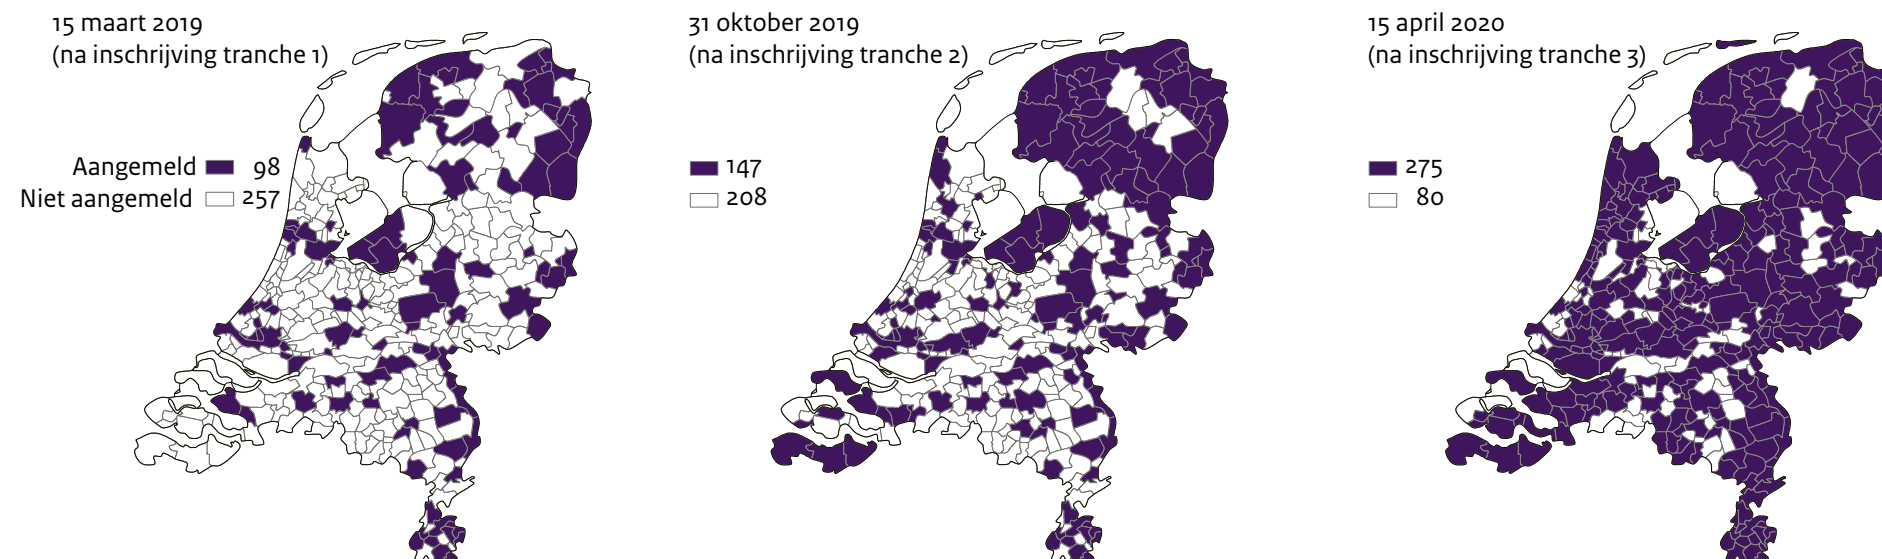 15 maart 2019
(na inschrijving tranche 1)
Aangemeld 98
Niet aangemeld 257
31 oktober 2019
(na inschrijving tranche 2)
147
208
15 april 2020
(na inschrijving tranche 3)
275
80